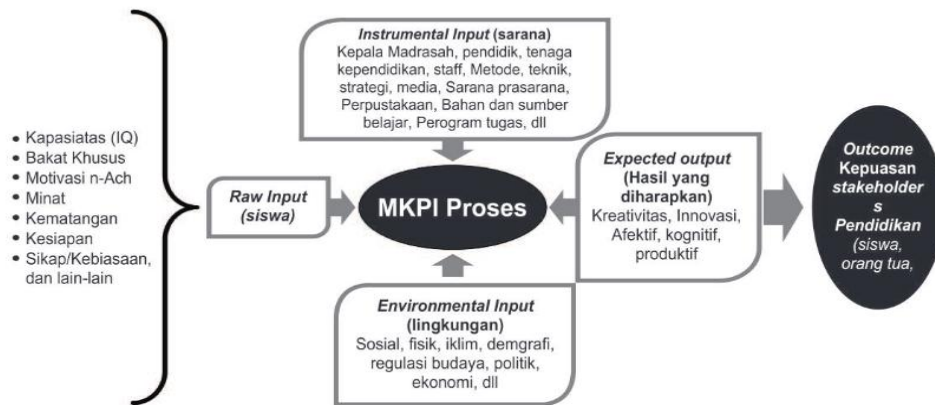 Instrumental Input (sarana)
Kepala Madrasah, pendidik, tenaga
kependidikan, staff, Metode, teknik,
strategi, media, Sarana prasarana,
Perpustakaan, Bahan dan sumber
belajar, Perogram tugas, dll
• Kapasiatas (IQ)
• Bakat Khusus
• Motivasi n-Ach
• Minat
• Kematangan
• Kesiapan
• Sikap/Kebiasaan,
dan lain-lain
Raw Input
(siswa)
MKPI Proses
Expected output
(Hasil yang
diharapkan)
Kreativitas, Innovasi,
Afektif, kognitif,
produktif
Outcome
Kepuasan
stakeholder
s
Pendidikan
(siswa,
orang tua,
Environmental Input
(lingkungan)
Sosial, fisik, iklim, demgrafi,
regulasi budaya, politik,
ekonomi, dll